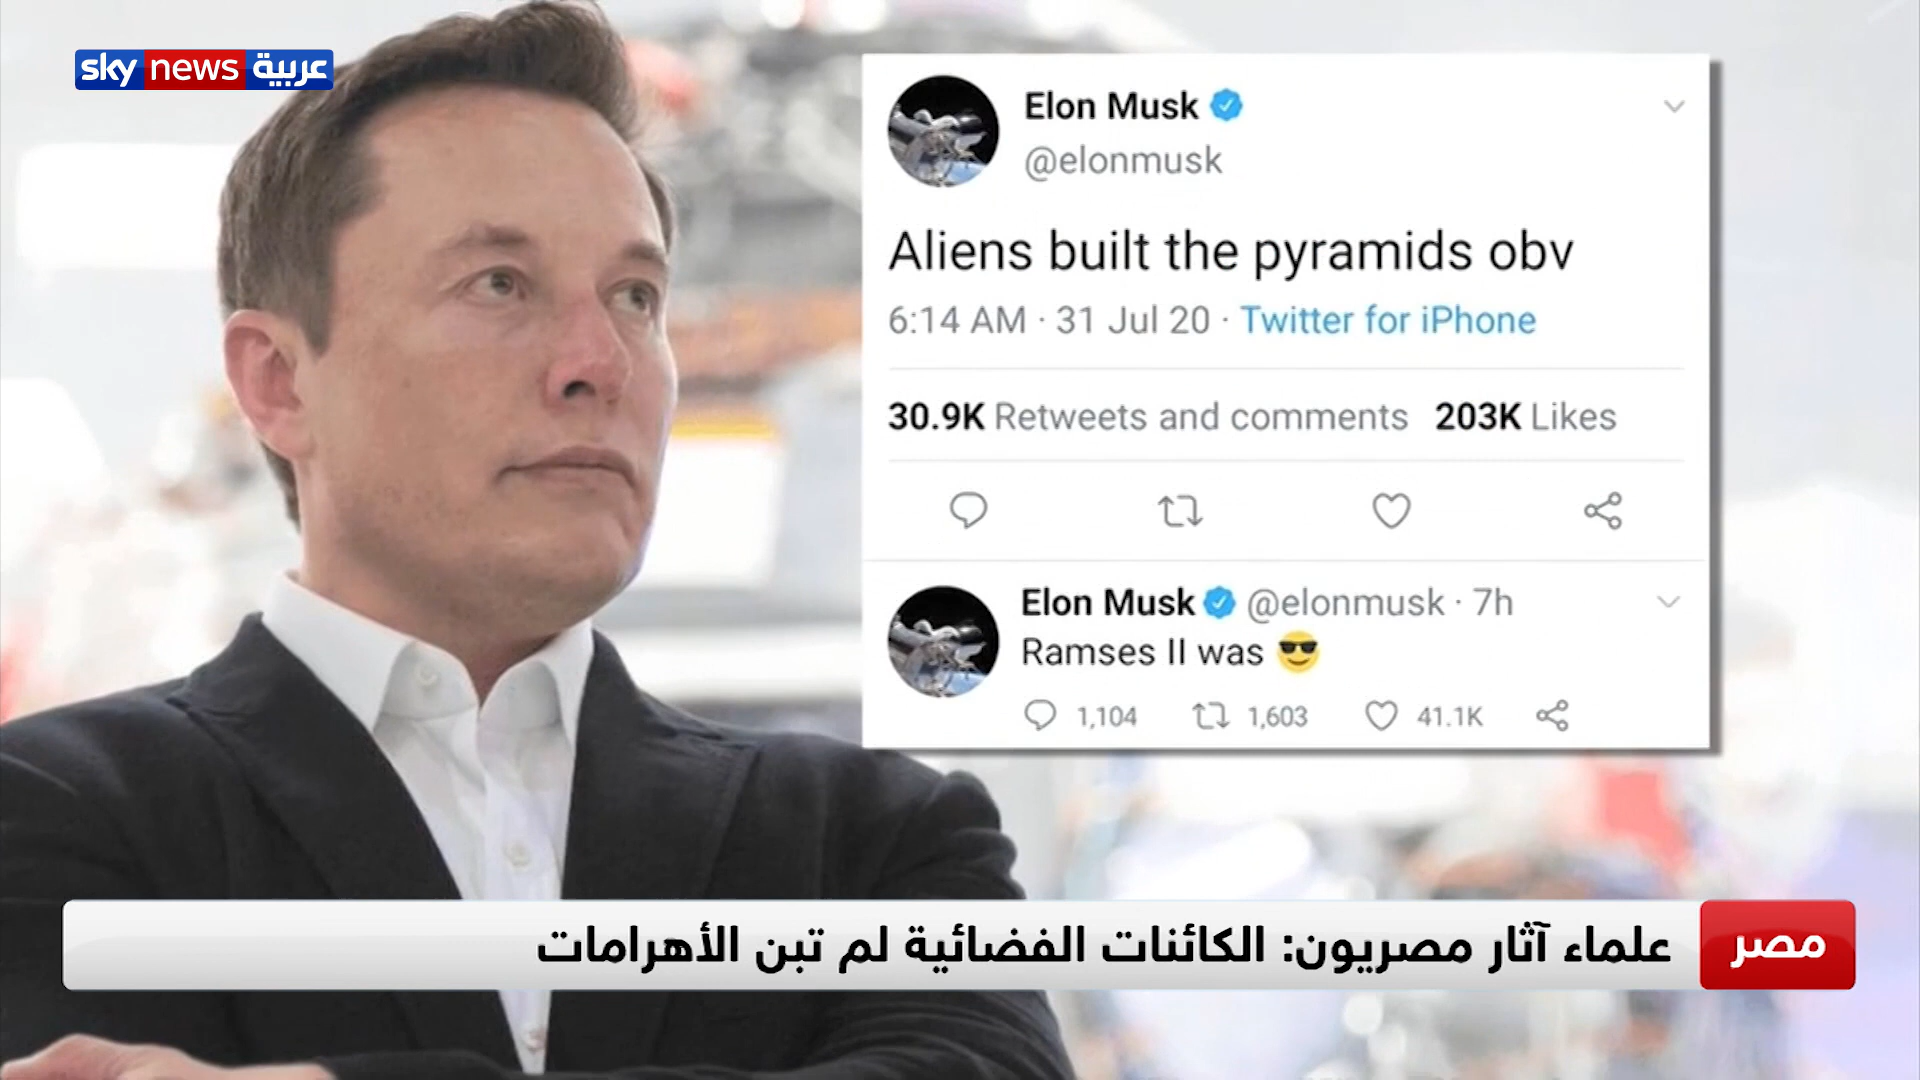 sky news عربية
Elon Musk
@elonmusk
Aliens built the pyramids obv
6:14 AM · 31 Jul 20 · Twitter for iPhone
30.9K Retweets and comments 203K Likes
Elon Musk @elonmusk · 7h
Ramses II was 😎
1,104 1,603 41.1K
مصر
علماء آثار مصريون: الكائنات الفضائية لم تبن الأهرامات